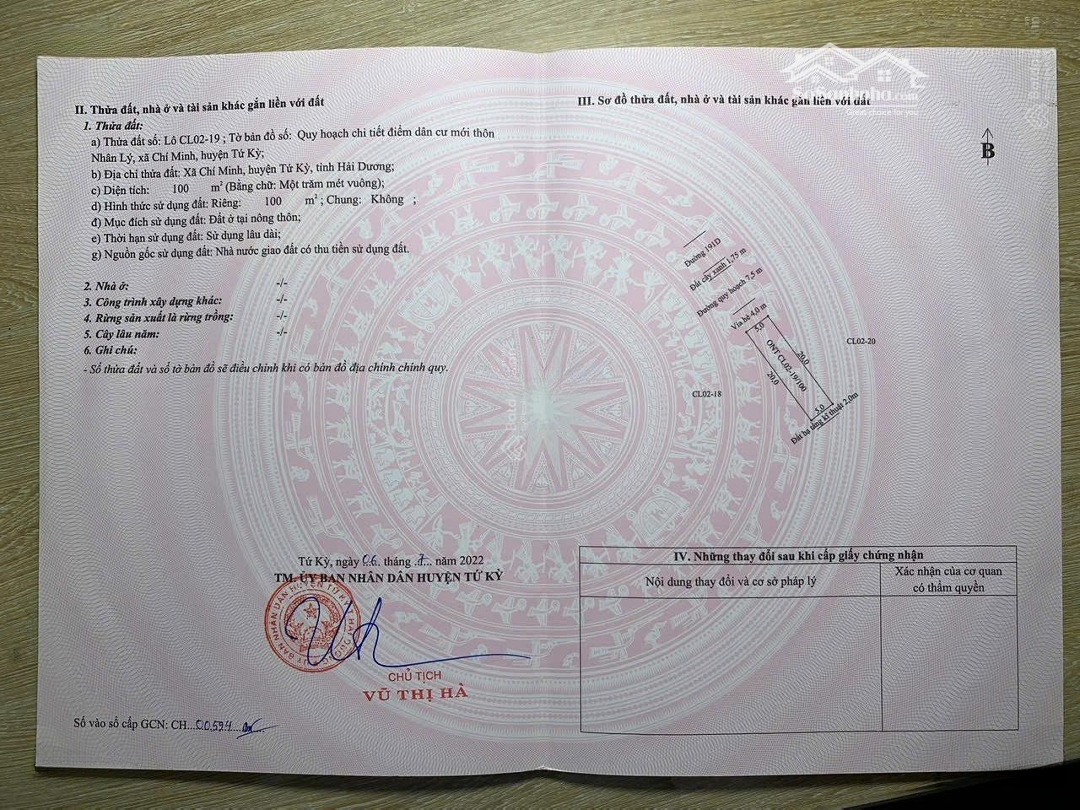 II. Thửa đất, nhà ở và tài sản khác gắn liền với đất
1. Thửa đất:
a) Thửa đất số: Lô CL02-19 ; Tờ bản đồ số: Quy hoạch chi tiết điểm dân cư mới thôn
Nhân Lý, xã Chí Minh, huyện Tứ Kỳ;
b) Địa chỉ thửa đất: Xã Chí Minh, huyện Tứ Kỳ, tỉnh Hải Dương;
c) Diện tích: 100 m² (Bằng chữ: Một trăm mét vuông);
d) Hình thức sử dụng đất: Riêng: 100 m² ; Chung: Không ;
đ) Mục đích sử dụng đất: Đất ở tại nông thôn;
e) Thời hạn sử dụng đất: Sử dụng lâu dài;
g) Nguồn gốc sử dụng đất: Nhà nước giao đất có thu tiền sử dụng đất.
2. Nhà ở: -/-
3. Công trình xây dựng khác: -/-
4. Rừng sản xuất là rừng trồng: -/-
5. Cây lâu năm: -/-
6. Ghi chú:
- Số thửa đất và số tờ bản đồ sẽ điều chỉnh khi có bản đồ địa chính chính quy.
Tứ Kỳ, ngày 06 tháng 7 năm 2022
TM. ỦY BAN NHÂN DÂN HUYỆN TỨ KỲ
CHỦ TỊCH
VŨ THỊ HÀ
Số vào sổ cấp GCN: CH...00594
III. Sơ đồ thửa đất, nhà ở và tài sản khác gắn liền với đất
SoSanNha.com
B
Đường 191D
Đất cây xanh 1,75 m
Đường quy hoạch 7,5 m
Vỉa hè 4,0 m
5,0
CL02-20
20,0
ONT CL02-19/100
20,0
CL02-18
5,0
Đất hạ tầng kĩ thuật 2,0m
IV. Những thay đổi sau khi cấp giấy chứng nhận
Nội dung thay đổi và cơ sở pháp lý
Xác nhận của cơ quan
có thẩm quyền